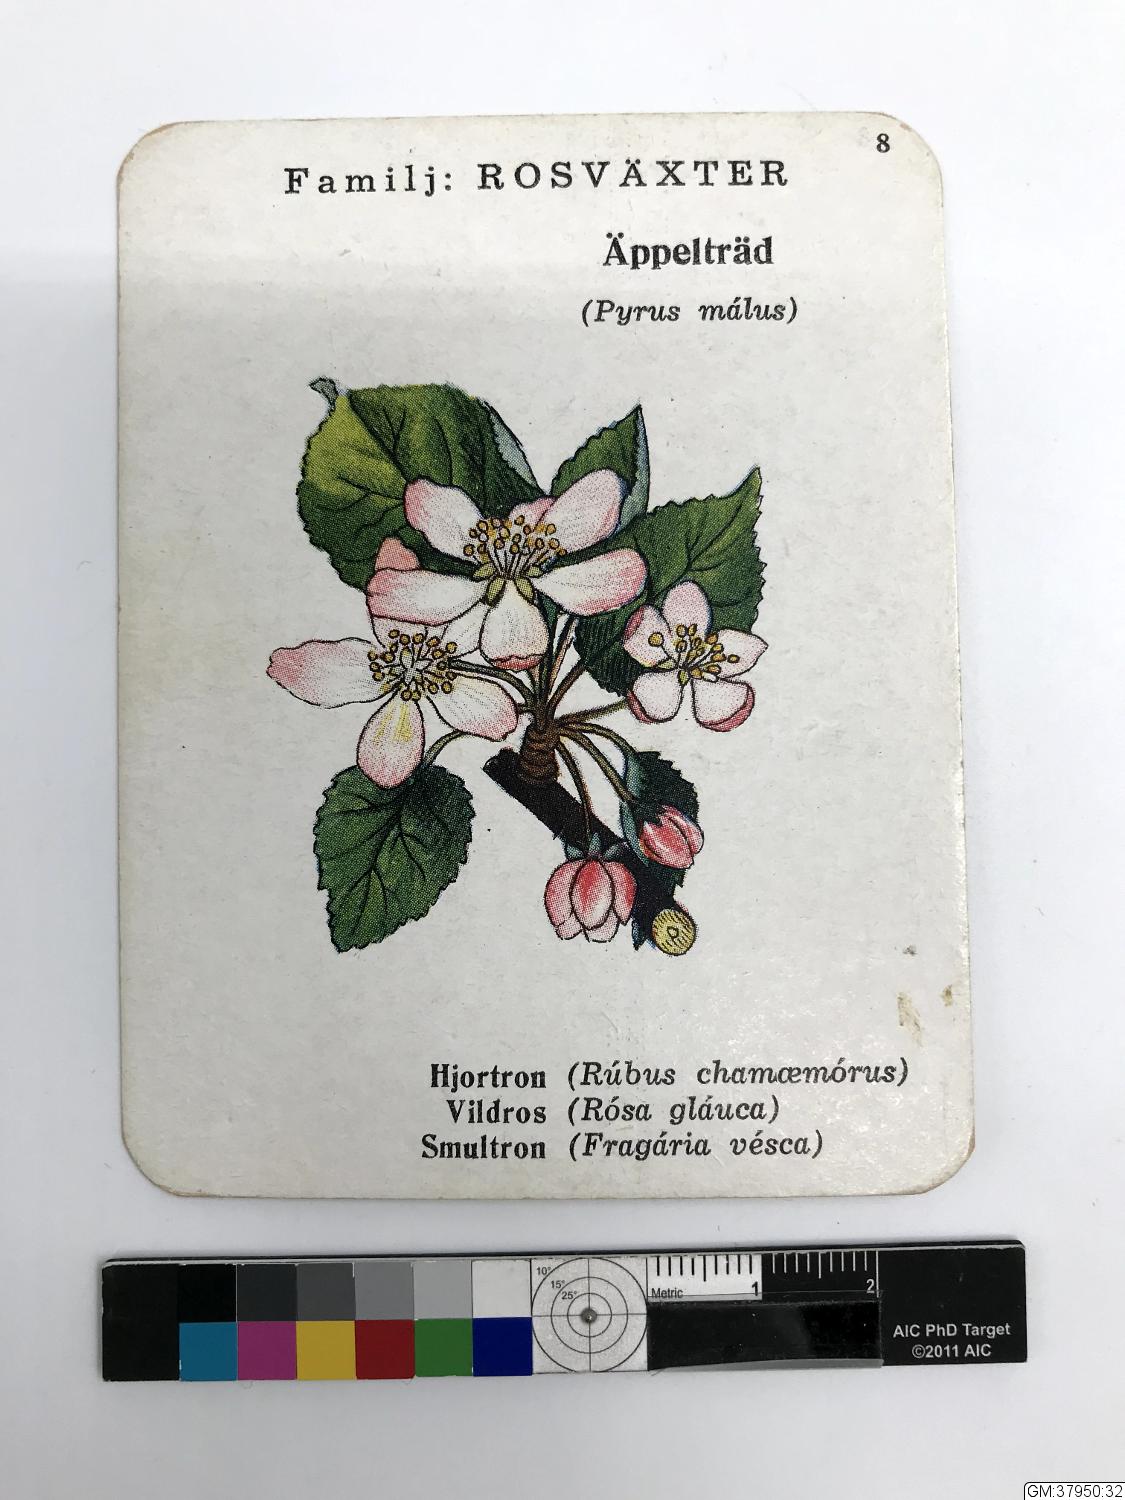 8
Familj: ROSVÄXTER
Äppelträd
(Pyrus málus)
Hjortron (Rúbus chamæmórus)
Vildros (Rósa gláuca)
Smultron (Fragária vésca)
10°
15°
25°
Metric 1 2
AIC PhD Target
©2011 AIC
GM:37950:32